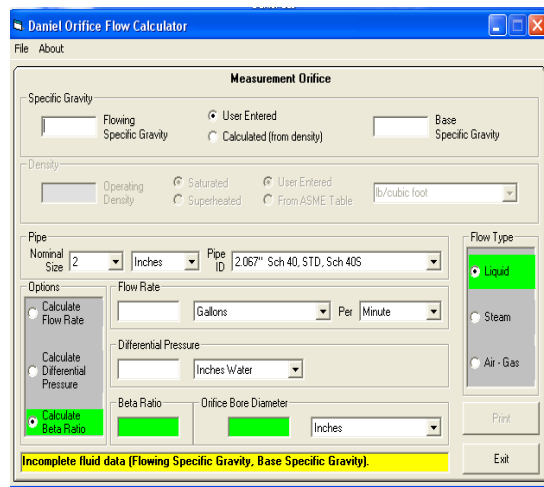 Daniel Orifice Flow Calculator
File About
Measurement Orifice
Specific Gravity
Flowing Specific Gravity
User Entered
Calculated (from density)
Base Specific Gravity
Density
Operating Density
Saturated
Superheated
User Entered
From ASME Table
lb/cubic foot
Pipe
Nominal Size 2 Inches Pipe ID 2.067" Sch 40, STD, Sch 40S
Flow Type
Liquid
Steam
Air - Gas
Options
Calculate Flow Rate
Calculate Differential Pressure
Calculate Beta Ratio
Flow Rate
Gallons Per Minute
Differential Pressure
Inches Water
Beta Ratio
Orifice Bore Diameter
Inches
Print
Exit
Incomplete fluid data (Flowing Specific Gravity, Base Specific Gravity).